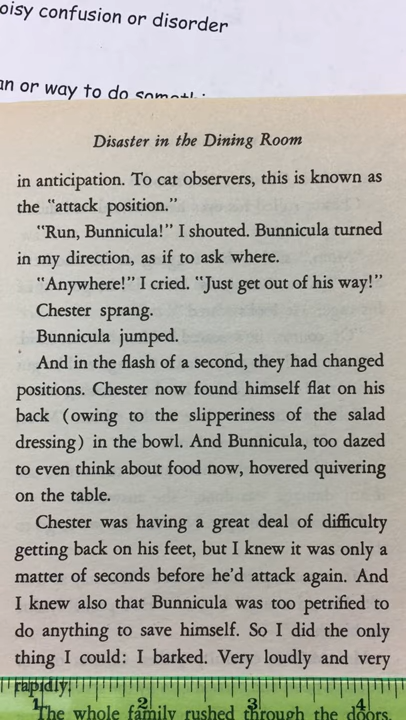 oisy confusion or disorder
an or way to do
Disaster in the Dining Room
in anticipation. To cat observers, this is known as
the "attack position."
"Run, Bunnicula!" I shouted. Bunnicula turned
in my direction, as if to ask where.
"Anywhere!" I cried. "Just get out of his way!"
Chester sprang.
Bunnicula jumped.
And in the flash of a second, they had changed
positions. Chester now found himself flat on his
back (owing to the slipperiness of the salad
dressing) in the bowl. And Bunnicula, too dazed
to even think about food now, hovered quivering
on the table.
Chester was having a great deal of difficulty
getting back on his feet, but I knew it was only a
matter of seconds before he'd attack again. And
I knew also that Bunnicula was too petrified to
do anything to save himself. So I did the only
thing I could: I barked. Very loudly and very
rapidly.
1 2 3 4
The whole family rushed through the doors.